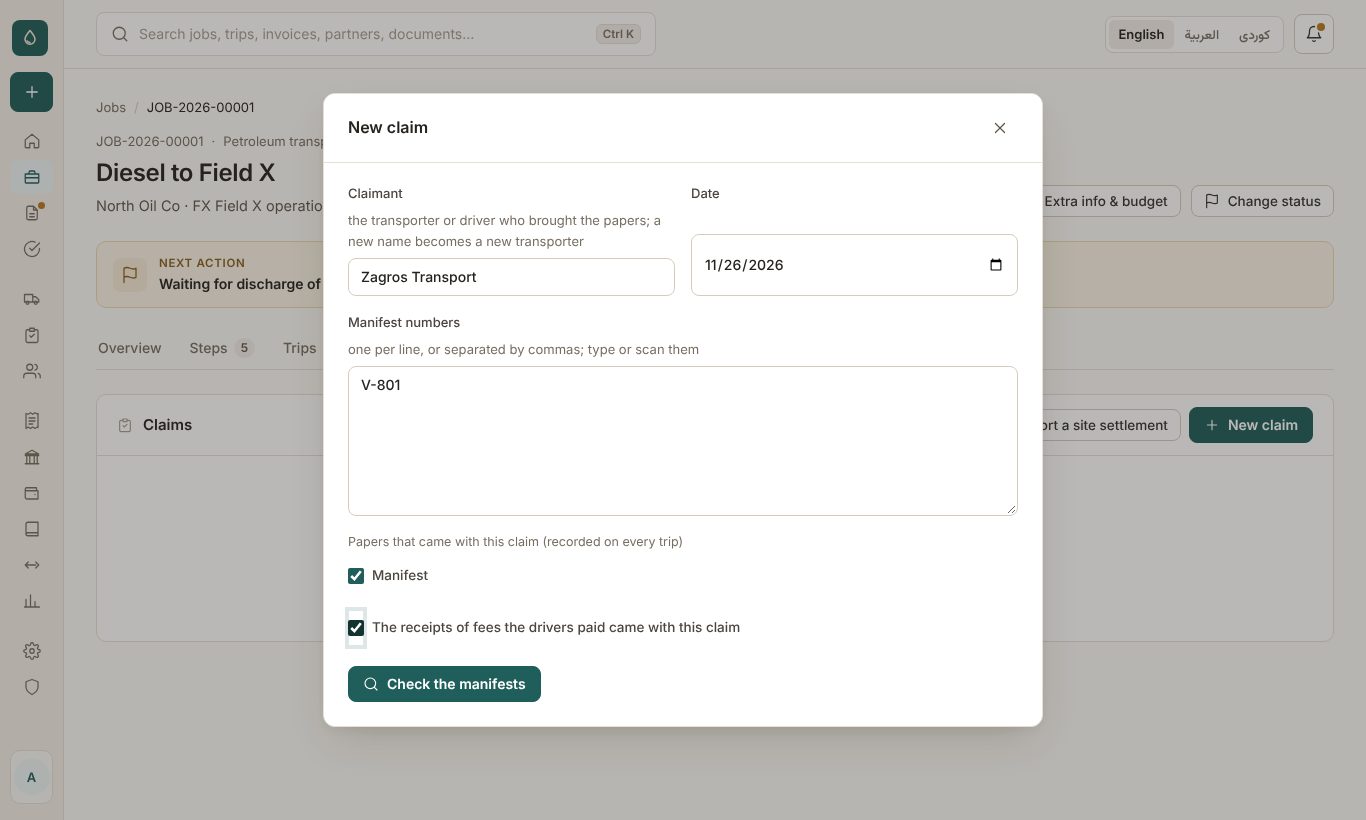 Search jobs, trips, invoices, partners, documents...
Ctrl K
English
العربية
کوردی
Jobs / JOB-2026-00001
JOB-2026-00001 · Petroleum transp
Diesel to Field X
North Oil Co · FX Field X operatio
Extra info & budget
Change status
NEXT ACTION
Waiting for discharge of
Overview
Steps 5
Trips
Claims
ort a site settlement
New claim
New claim
Claimant
the transporter or driver who brought the papers; a
new name becomes a new transporter
Zagros Transport
Date
11/26/2026
Manifest numbers
one per line, or separated by commas; type or scan them
V-801
Papers that came with this claim (recorded on every trip)
Manifest
The receipts of fees the drivers paid came with this claim
Check the manifests
A